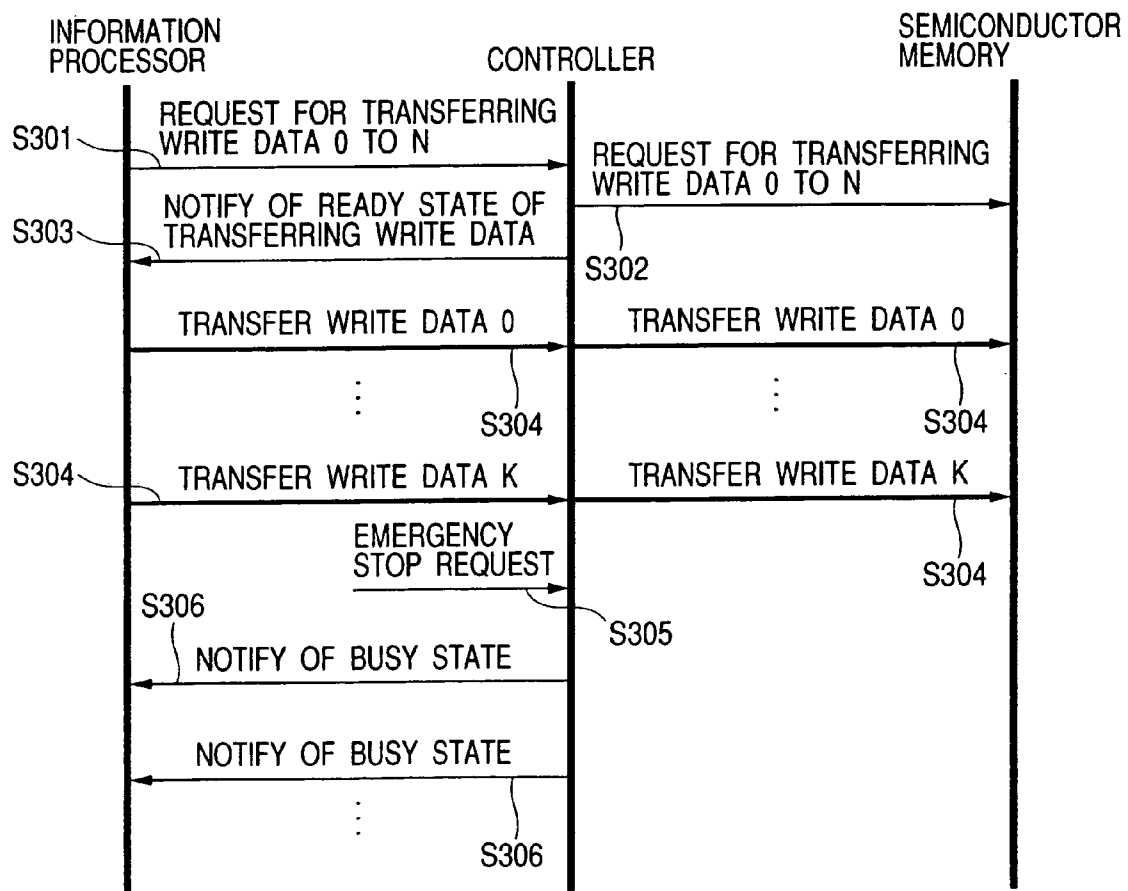 INFORMATION
PROCESSOR
CONTROLLER
SEMICONDUCTOR
MEMORY
REQUEST FOR TRANSFERRING
WRITE DATA 0 TO N
S301
REQUEST FOR TRANSFERRING
WRITE DATA 0 TO N
NOTIFY OF READY STATE OF
TRANSFERRING WRITE DATA
S303
S302
TRANSFER WRITE DATA 0
TRANSFER WRITE DATA 0
S304
S304
S304
TRANSFER WRITE DATA K
TRANSFER WRITE DATA K
EMERGENCY
STOP REQUEST
S304
S306
S305
NOTIFY OF BUSY STATE
NOTIFY OF BUSY STATE
S306